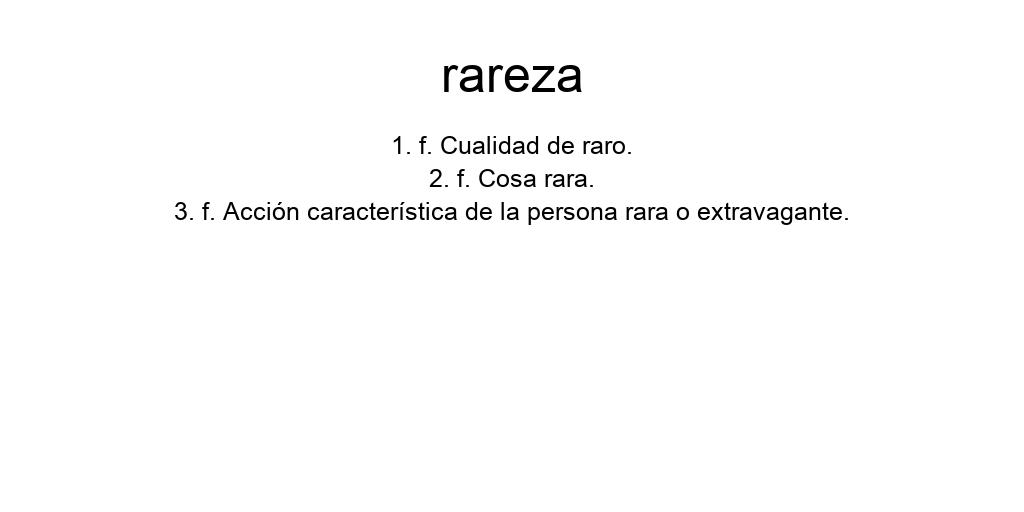 rareza
1. f. Cualidad de raro.
2. f. Cosa rara.
3. f. Acción característica de la persona rara o extravagante.